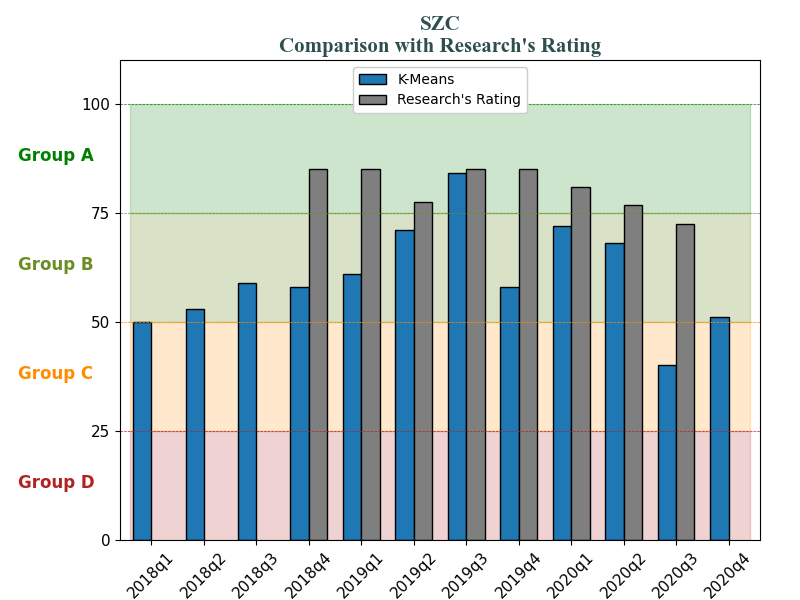 SZC
Comparison with Research's Rating
K-Means
Research's Rating
100
Group A
75
Group B
50
Group C
25
Group D
0
2018q1
2018q2
2018q3
2018q4
2019q1
2019q2
2019q3
2019q4
2020q1
2020q2
2020q3
2020q4